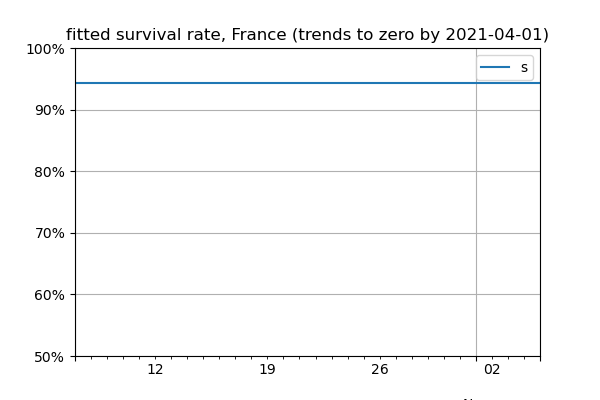 fitted survival rate, France (trends to zero by 2021-04-01)
100%
s
90%
80%
70%
60%
50%
12 19 26 02